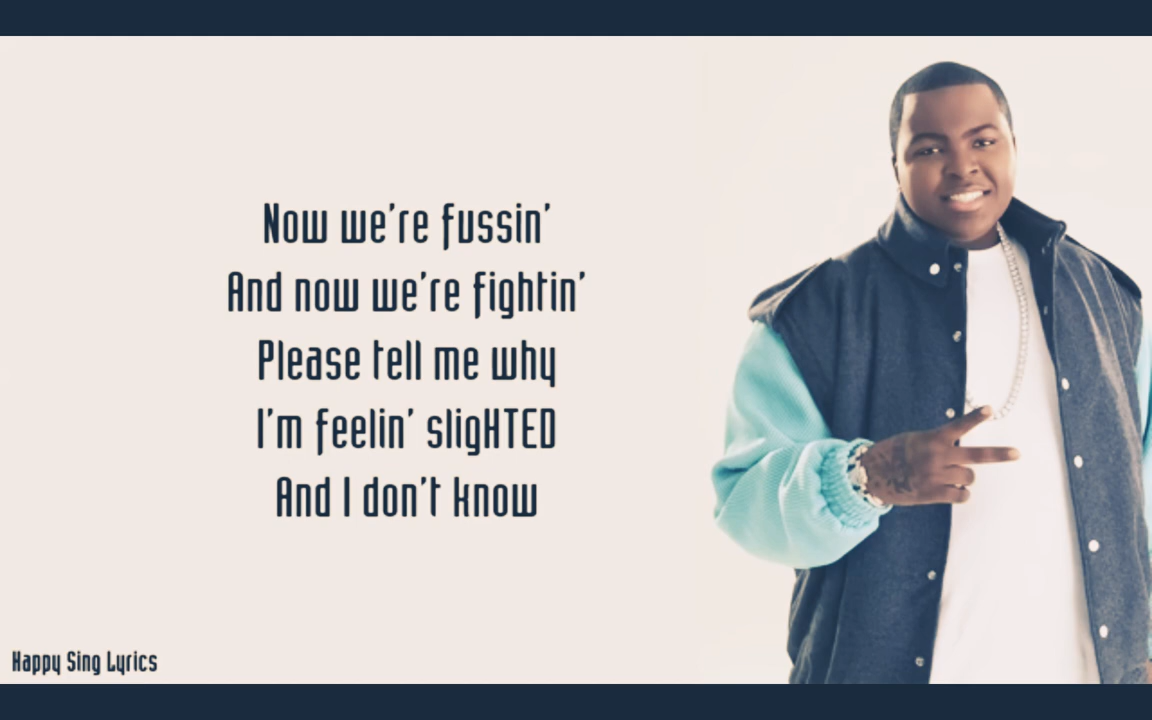 Now we're fussin'
And now we're fightin'
Please tell me why
I'm feelin' sligHTED
And I don't know
Happy Sing Lyrics